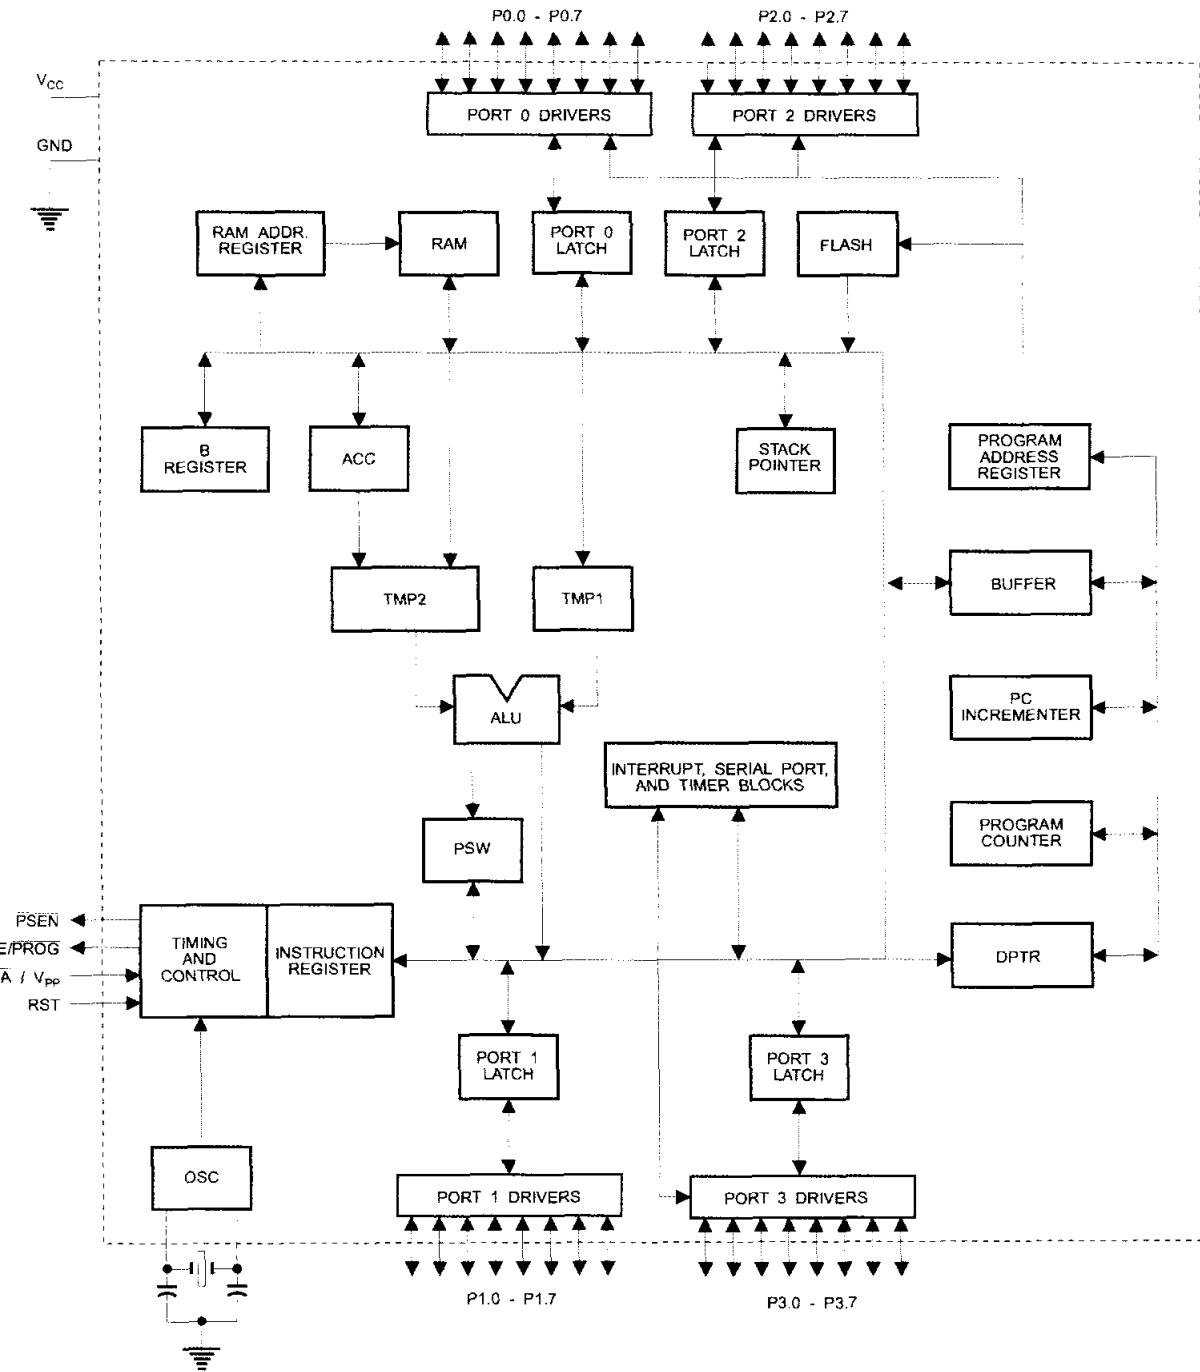 P0.0 - P0.7
P2.0 - P2.7
VCC
GND
PORT 0 DRIVERS
PORT 2 DRIVERS
RAM ADDR.
REGISTER
RAM
PORT 0
LATCH
PORT 2
LATCH
FLASH
B
REGISTER
ACC
STACK
POINTER
PROGRAM
ADDRESS
REGISTER
TMP2
TMP1
BUFFER
ALU
PC
INCREMENTER
INTERRUPT, SERIAL PORT,
AND TIMER BLOCKS
PSW
PROGRAM
COUNTER
PSEN
E/PROG
A / VPP
RST
TIMING
AND
CONTROL
INSTRUCTION
REGISTER
DPTR
PORT 1
LATCH
PORT 3
LATCH
OSC
PORT 1 DRIVERS
PORT 3 DRIVERS
P1.0 - P1.7
P3.0 - P3.7